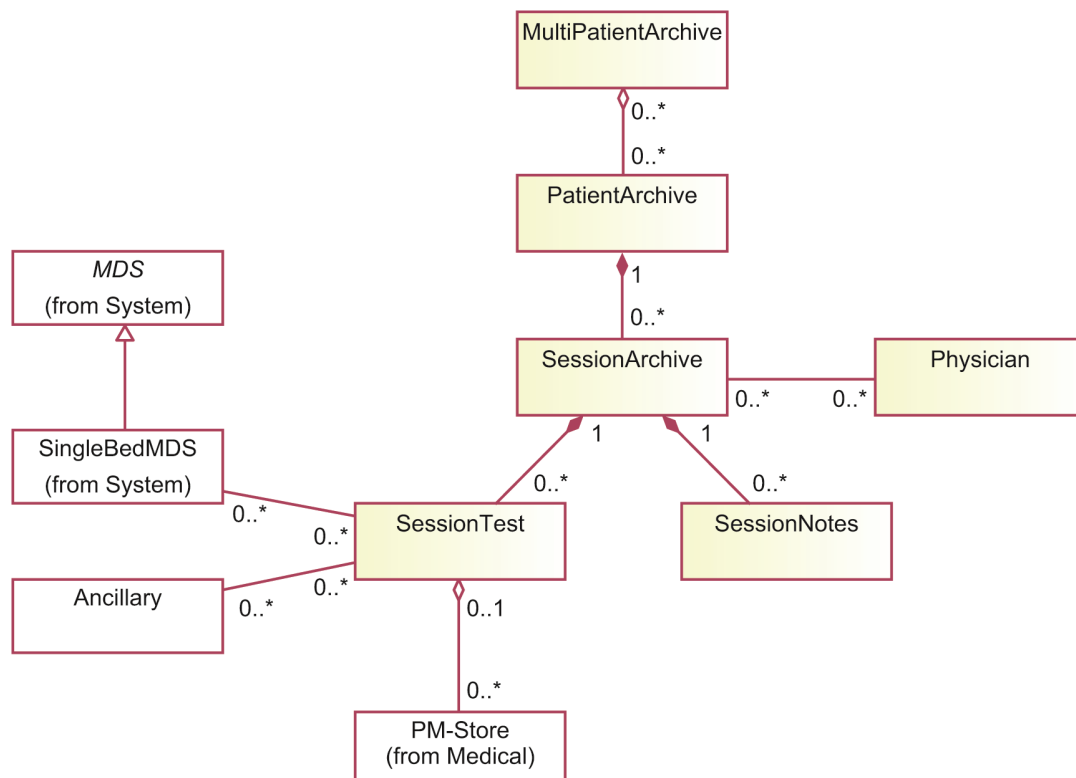 MultiPatientArchive
0..*
0..*
PatientArchive
1
0..*
MDS
(from System)
SessionArchive
0..*
0..*
Physician
1
1
0..*
0..*
SingleBedMDS
(from System)
0..*
0..*
SessionTest
SessionNotes
Ancillary
0..*
0..*
0..1
0..*
PM-Store
(from Medical)